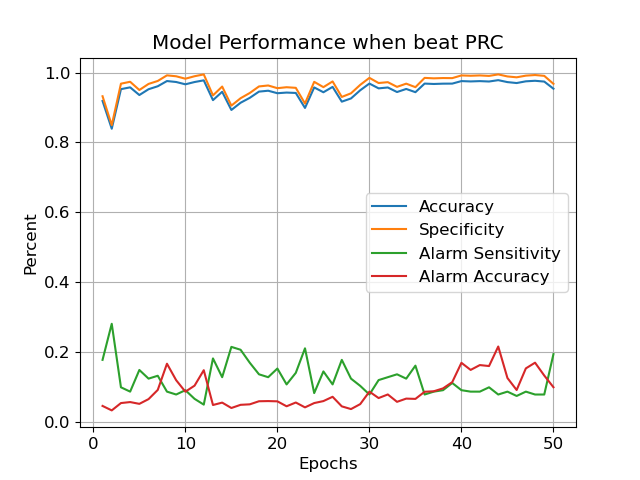 Model Performance when beat PRC
1.0
0.8
0.6
0.4
0.2
0.0
Percent
Accuracy
Specificity
Alarm Sensitivity
Alarm Accuracy
0 10 20 30 40 50
Epochs